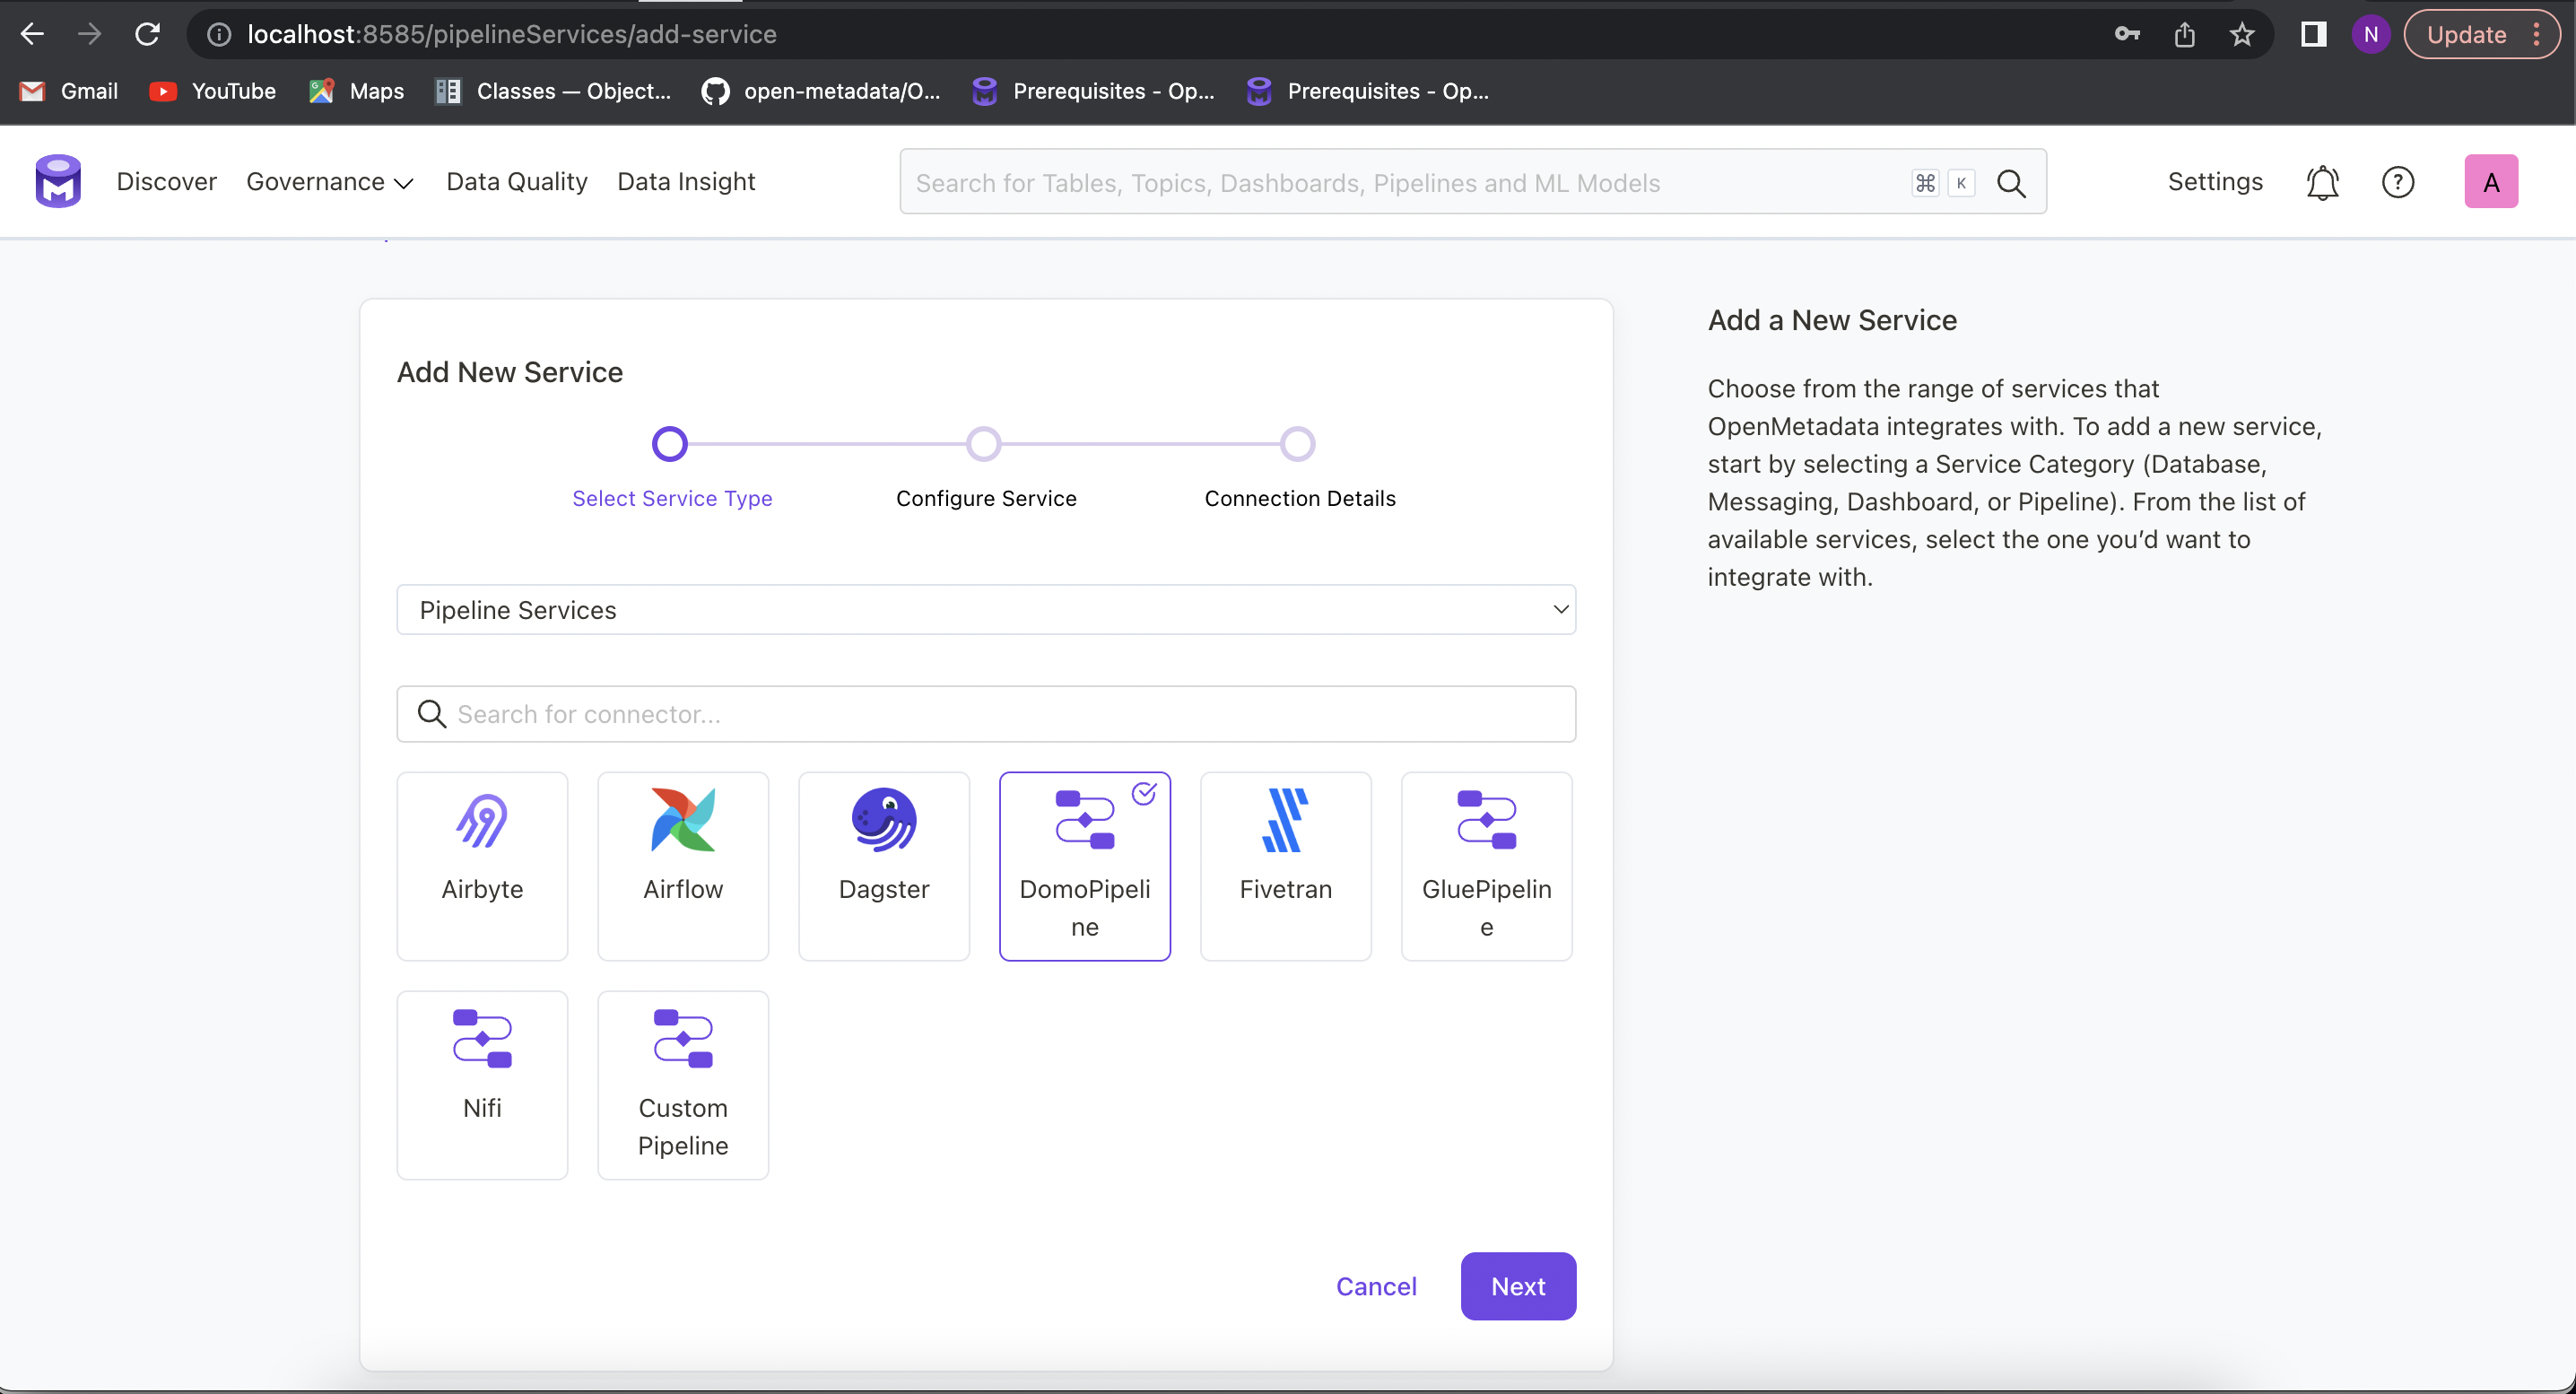 localhost:8585/pipelineServices/add-service
N
Update
Gmail
YouTube
Maps
Classes — Object...
open-metadata/O...
Prerequisites - Op...
Prerequisites - Op...
Discover
Governance
Data Quality
Data Insight
Search for Tables, Topics, Dashboards, Pipelines and ML Models
⌘
K
Settings
A
Add New Service
Select Service Type
Configure Service
Connection Details
Pipeline Services
Search for connector...
Airbyte
Airflow
Dagster
DomoPipeli
ne
Fivetran
GluePipelin
e
Nifi
Custom
Pipeline
Cancel
Next
Add a New Service
Choose from the range of services that
OpenMetadata integrates with. To add a new service,
start by selecting a Service Category (Database,
Messaging, Dashboard, or Pipeline). From the list of
available services, select the one you’d want to
integrate with.